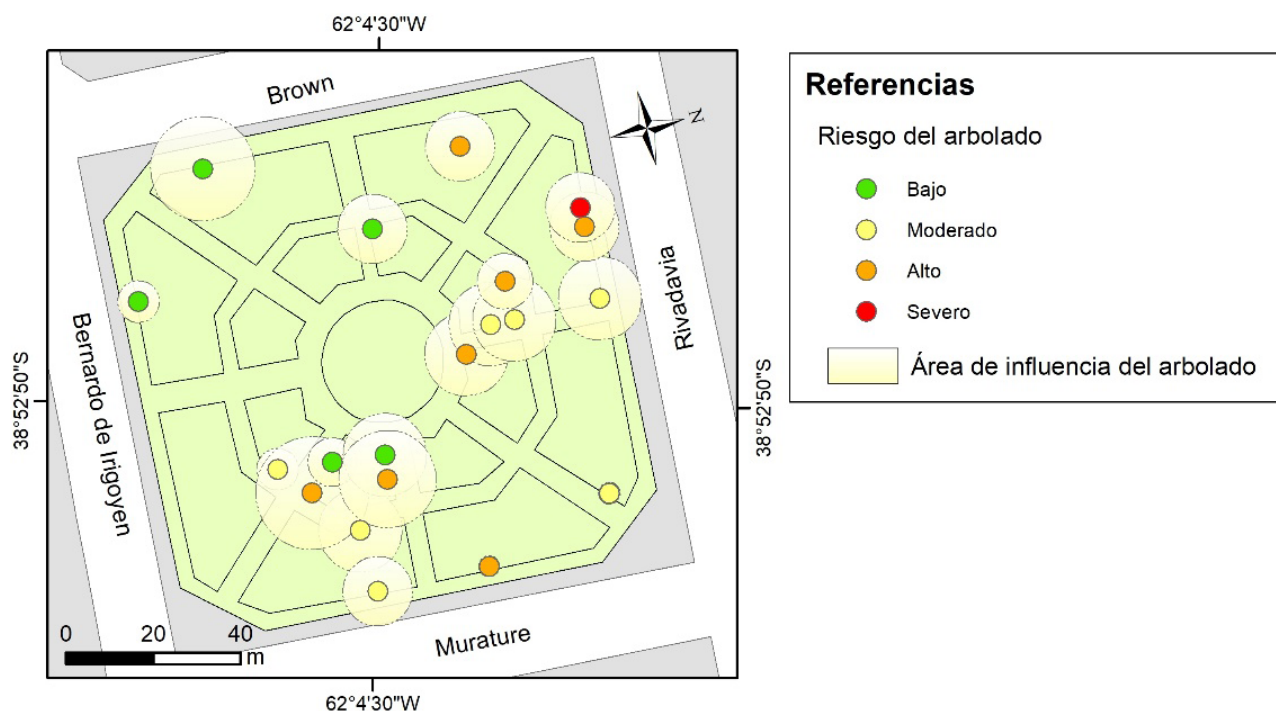 62°4'30"W
Brown
N
Rivadavia
Bernardo de Irigoyen
38°52'50"S
38°52'50"S
0 20 40
m
Murature
62°4'30"W
Referencias
Riesgo del arbolado
Bajo
Moderado
Alto
Severo
Área de influencia del arbolado